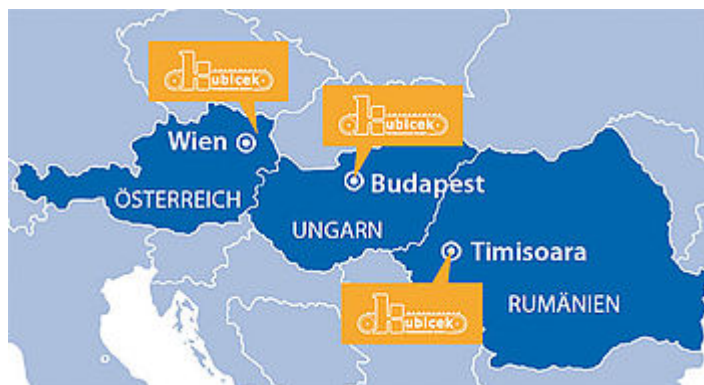 kubicek
Wien
kubicek
Budapest
ÖSTERREICH
UNGARN
Timisoara
kubicek
RUMÄNIEN